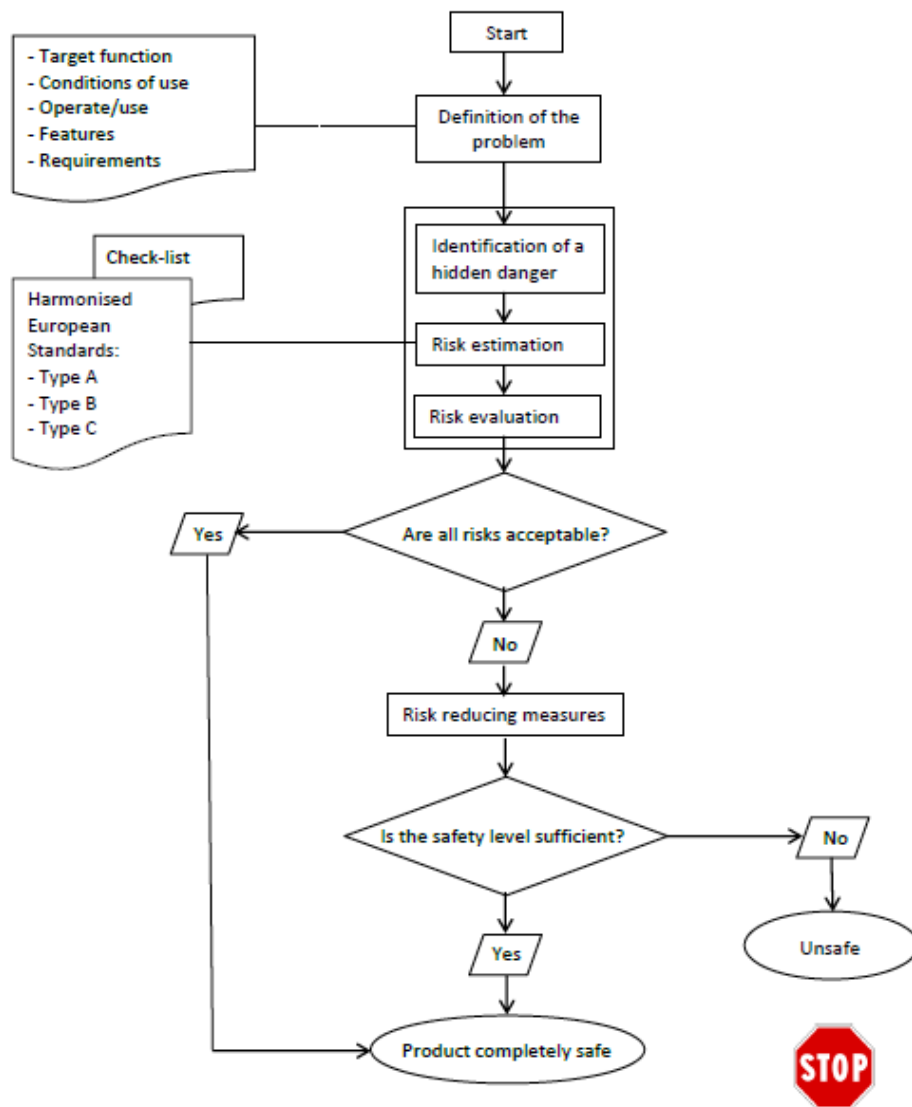 Start
- Target function
- Conditions of use
- Operate/use
- Features
- Requirements
Definition of the
problem
Identification of a
hidden danger
Check-list
Harmonised
European
Standards:
- Type A
- Type B
- Type C
Risk estimation
Risk evaluation
Are all risks acceptable?
Yes
No
Risk reducing measures
Is the safety level sufficient?
No
Yes
Unsafe
Product completely safe
STOP